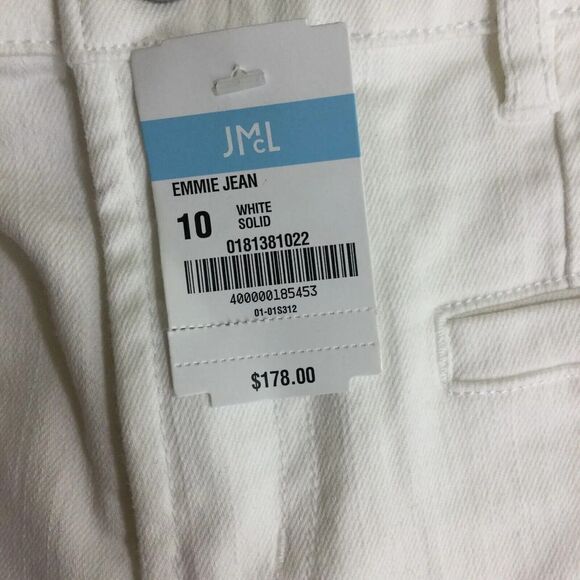 JMcL
EMMIE JEAN
10
WHITE
SOLID
0181381022
400000185453
01-01S312
$178.00